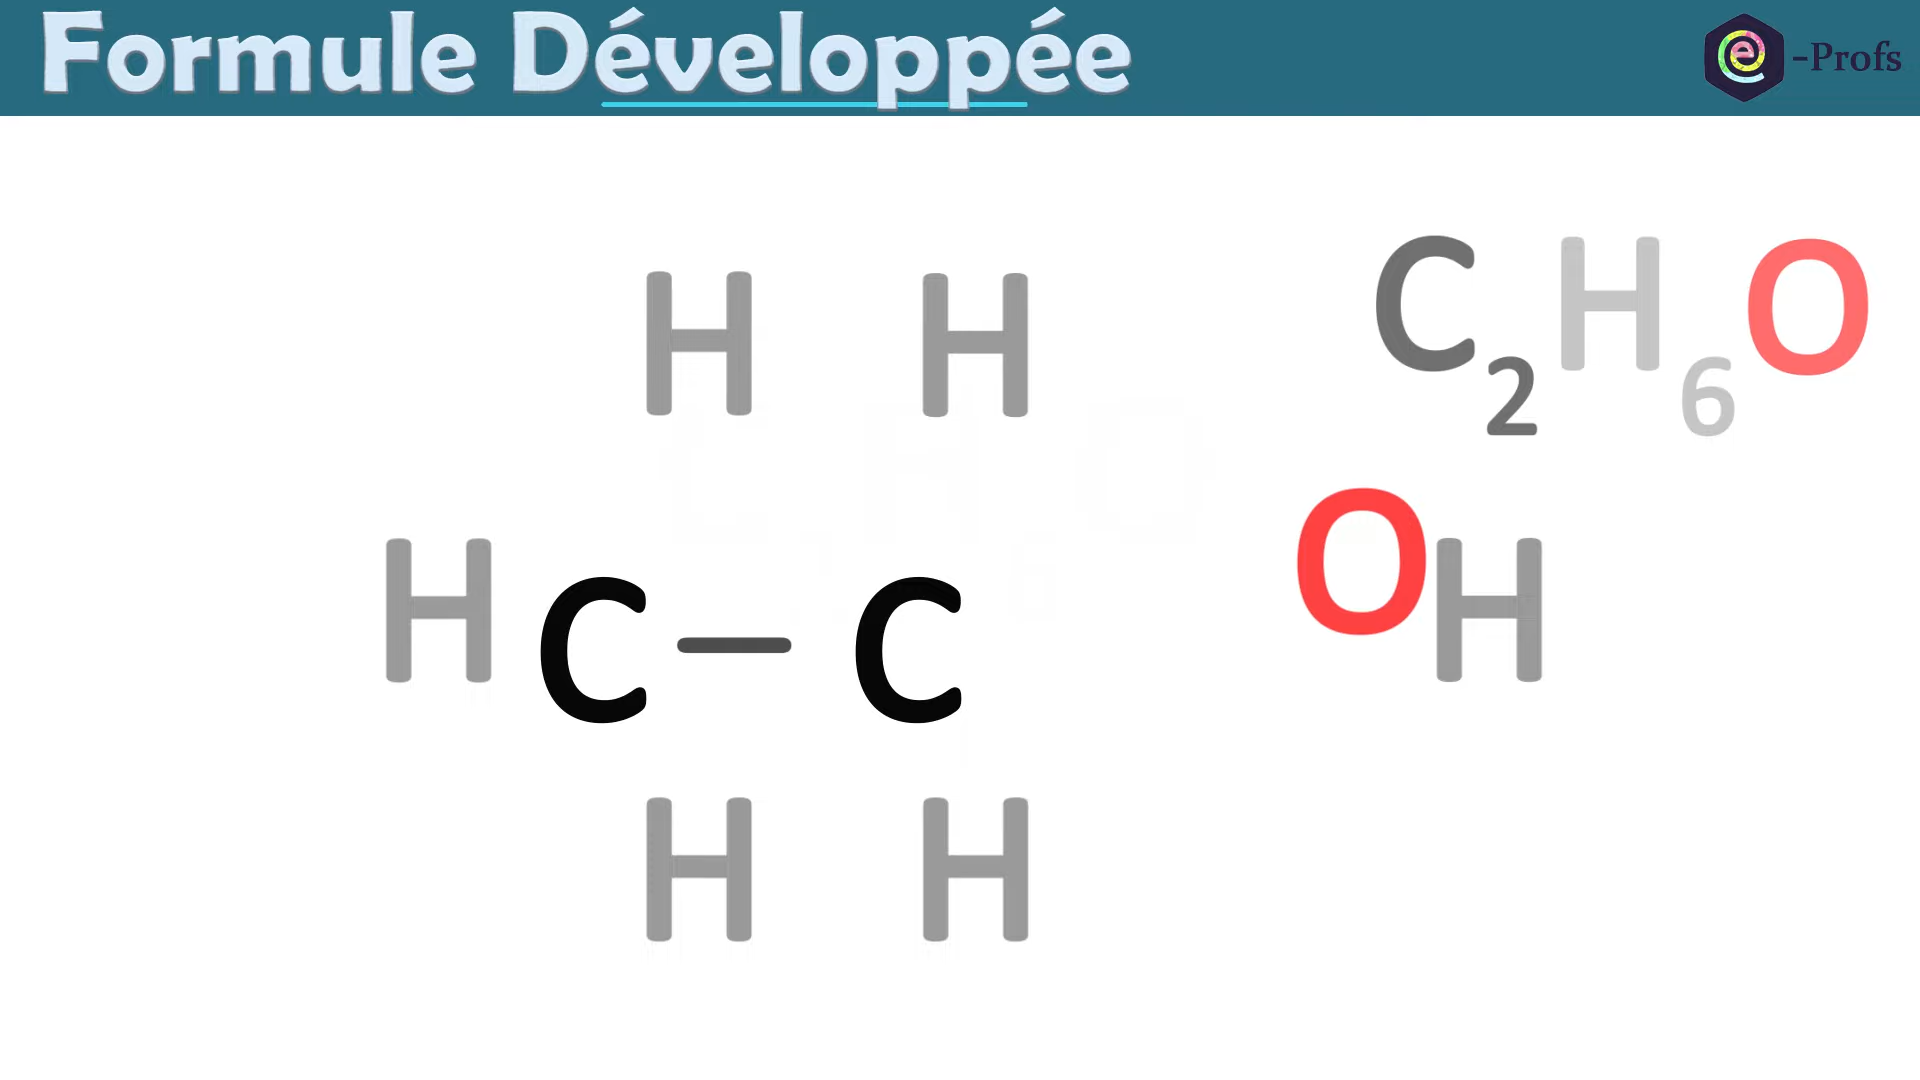 Formule Développée
e-Profs
H H
C2H6O
H C – C OH
H H